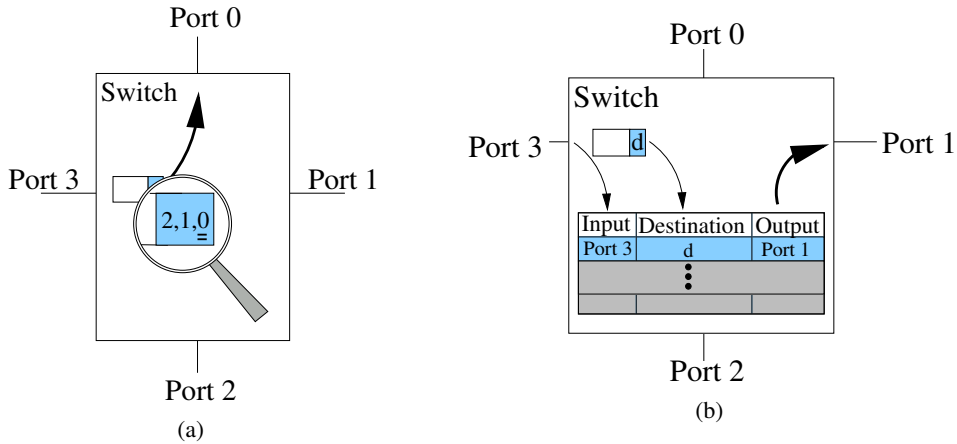 Port 0
Switch
Port 3
Port 1
2,1,0
Port 2
(a)
Port 0
Switch
Port 3
d
Port 1
Input Destination Output
Port 3 d Port 1
Port 2
(b)